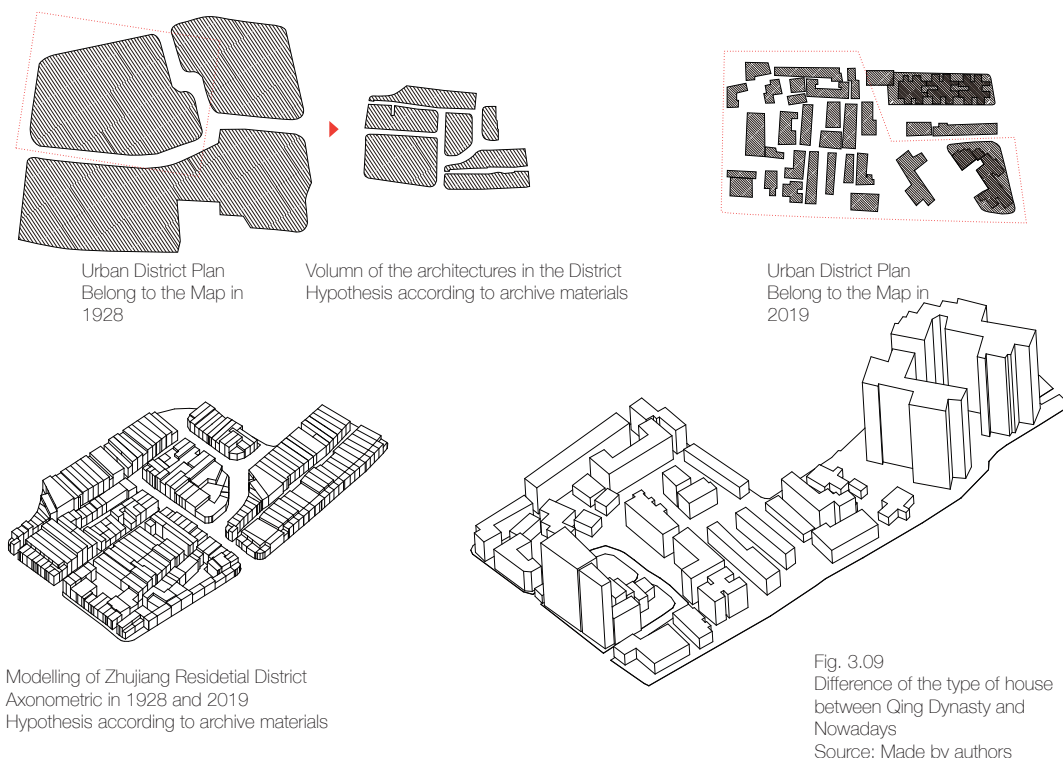 Urban District Plan
Belong to the Map in
1928
Volumn of the architectures in the District
Hypothesis according to archive materials
Urban District Plan
Belong to the Map in
2019
Modelling of Zhujiang Residetial District
Axonometric in 1928 and 2019
Hypothesis according to archive materials
Fig. 3.09
Difference of the type of house
between Qing Dynasty and
Nowadays
Source: Made by authors